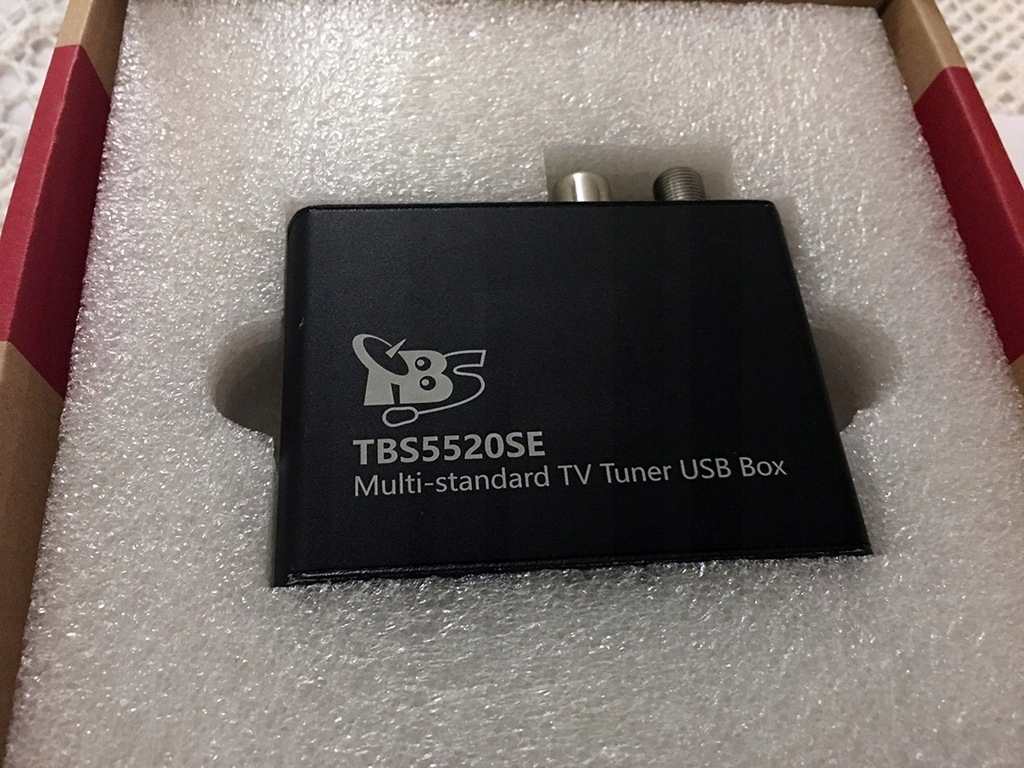 TBS
TBS5520SE
Multi-standard TV Tuner USB Box